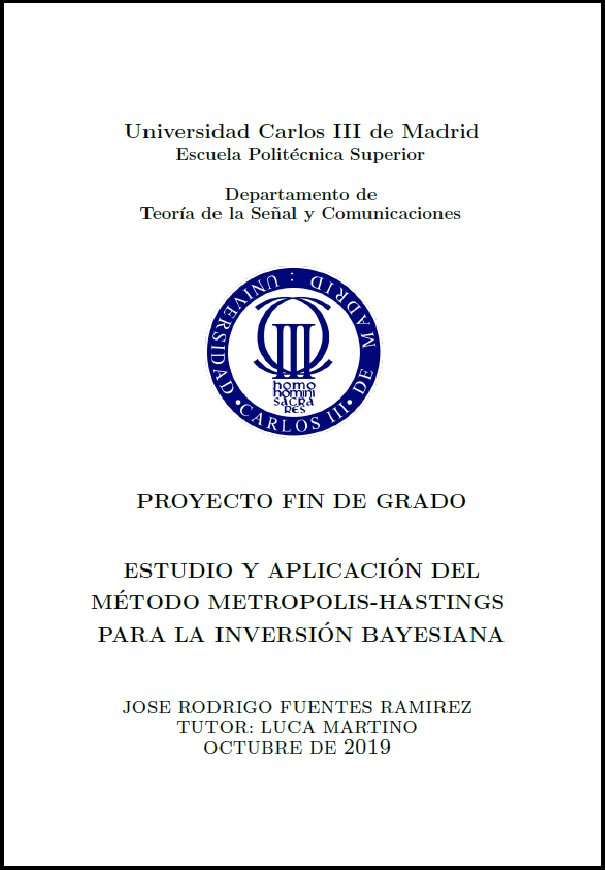 Universidad Carlos III de Madrid
Escuela Politécnica Superior
Departamento de
Teoría de la Señal y Comunicaciones
UNIVERSIDAD · CARLOS III · DE MADRID :
homo
homini
SACRA
RES
PROYECTO FIN DE GRADO
ESTUDIO Y APLICACIÓN DEL
MÉTODO METROPOLIS-HASTINGS
PARA LA INVERSIÓN BAYESIANA
JOSE RODRIGO FUENTES RAMIREZ
TUTOR: LUCA MARTINO
OCTUBRE DE 2019